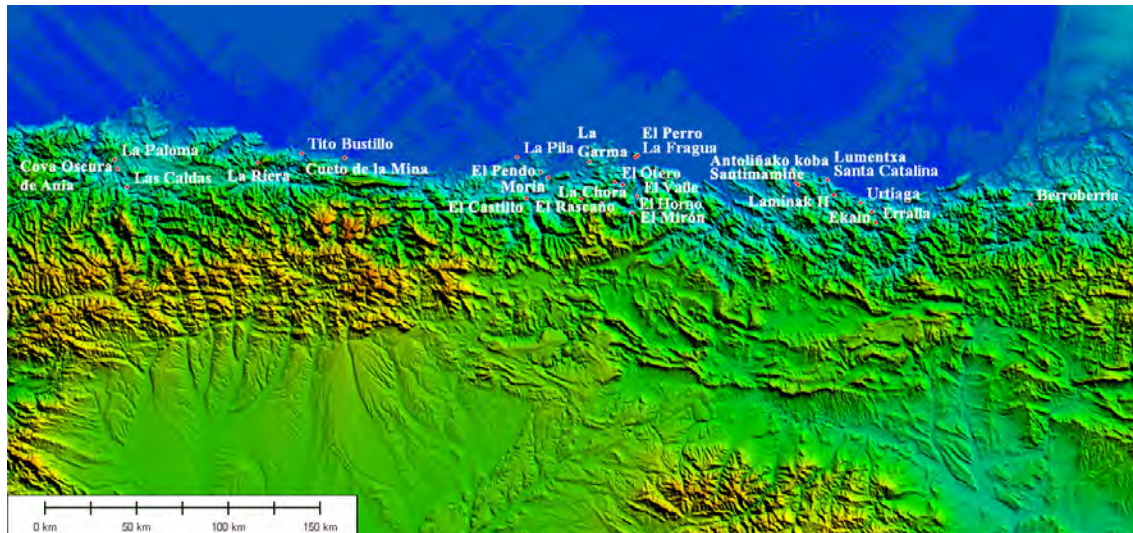 La Paloma
Cova Oscura
de Ania
Las Caldas
La Riera
Tito Bustillo
Cueto de la Mina
La Pila
El Pendo
Morín
El Castillo
La
Garma
El Perro
La Fragua
El Otero
La Chora
El Valle
El Rascaño
El Horno
El Mirón
Antoliñako koba
Santimamiñe
Laminak II
Lumentxa
Santa Catalina
Urtiaga
Ekain
Erralla
Berroberria
0 km
50 km
100 km
150 km